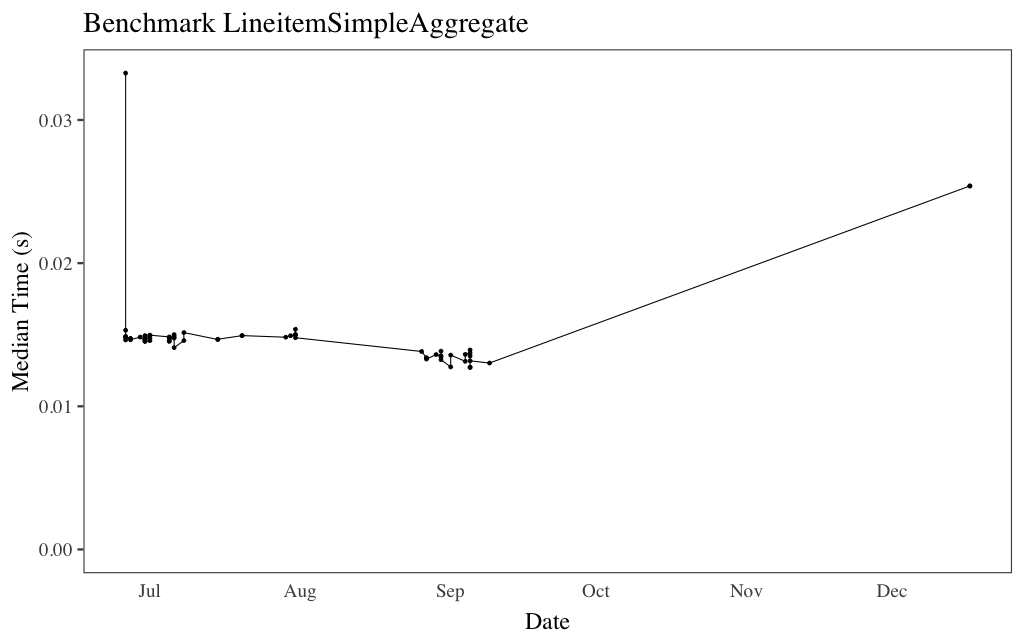 Benchmark LineitemSimpleAggregate
Median Time (s)
0.03
0.02
0.01
0.00
Jul Aug Sep Oct Nov Dec
Date